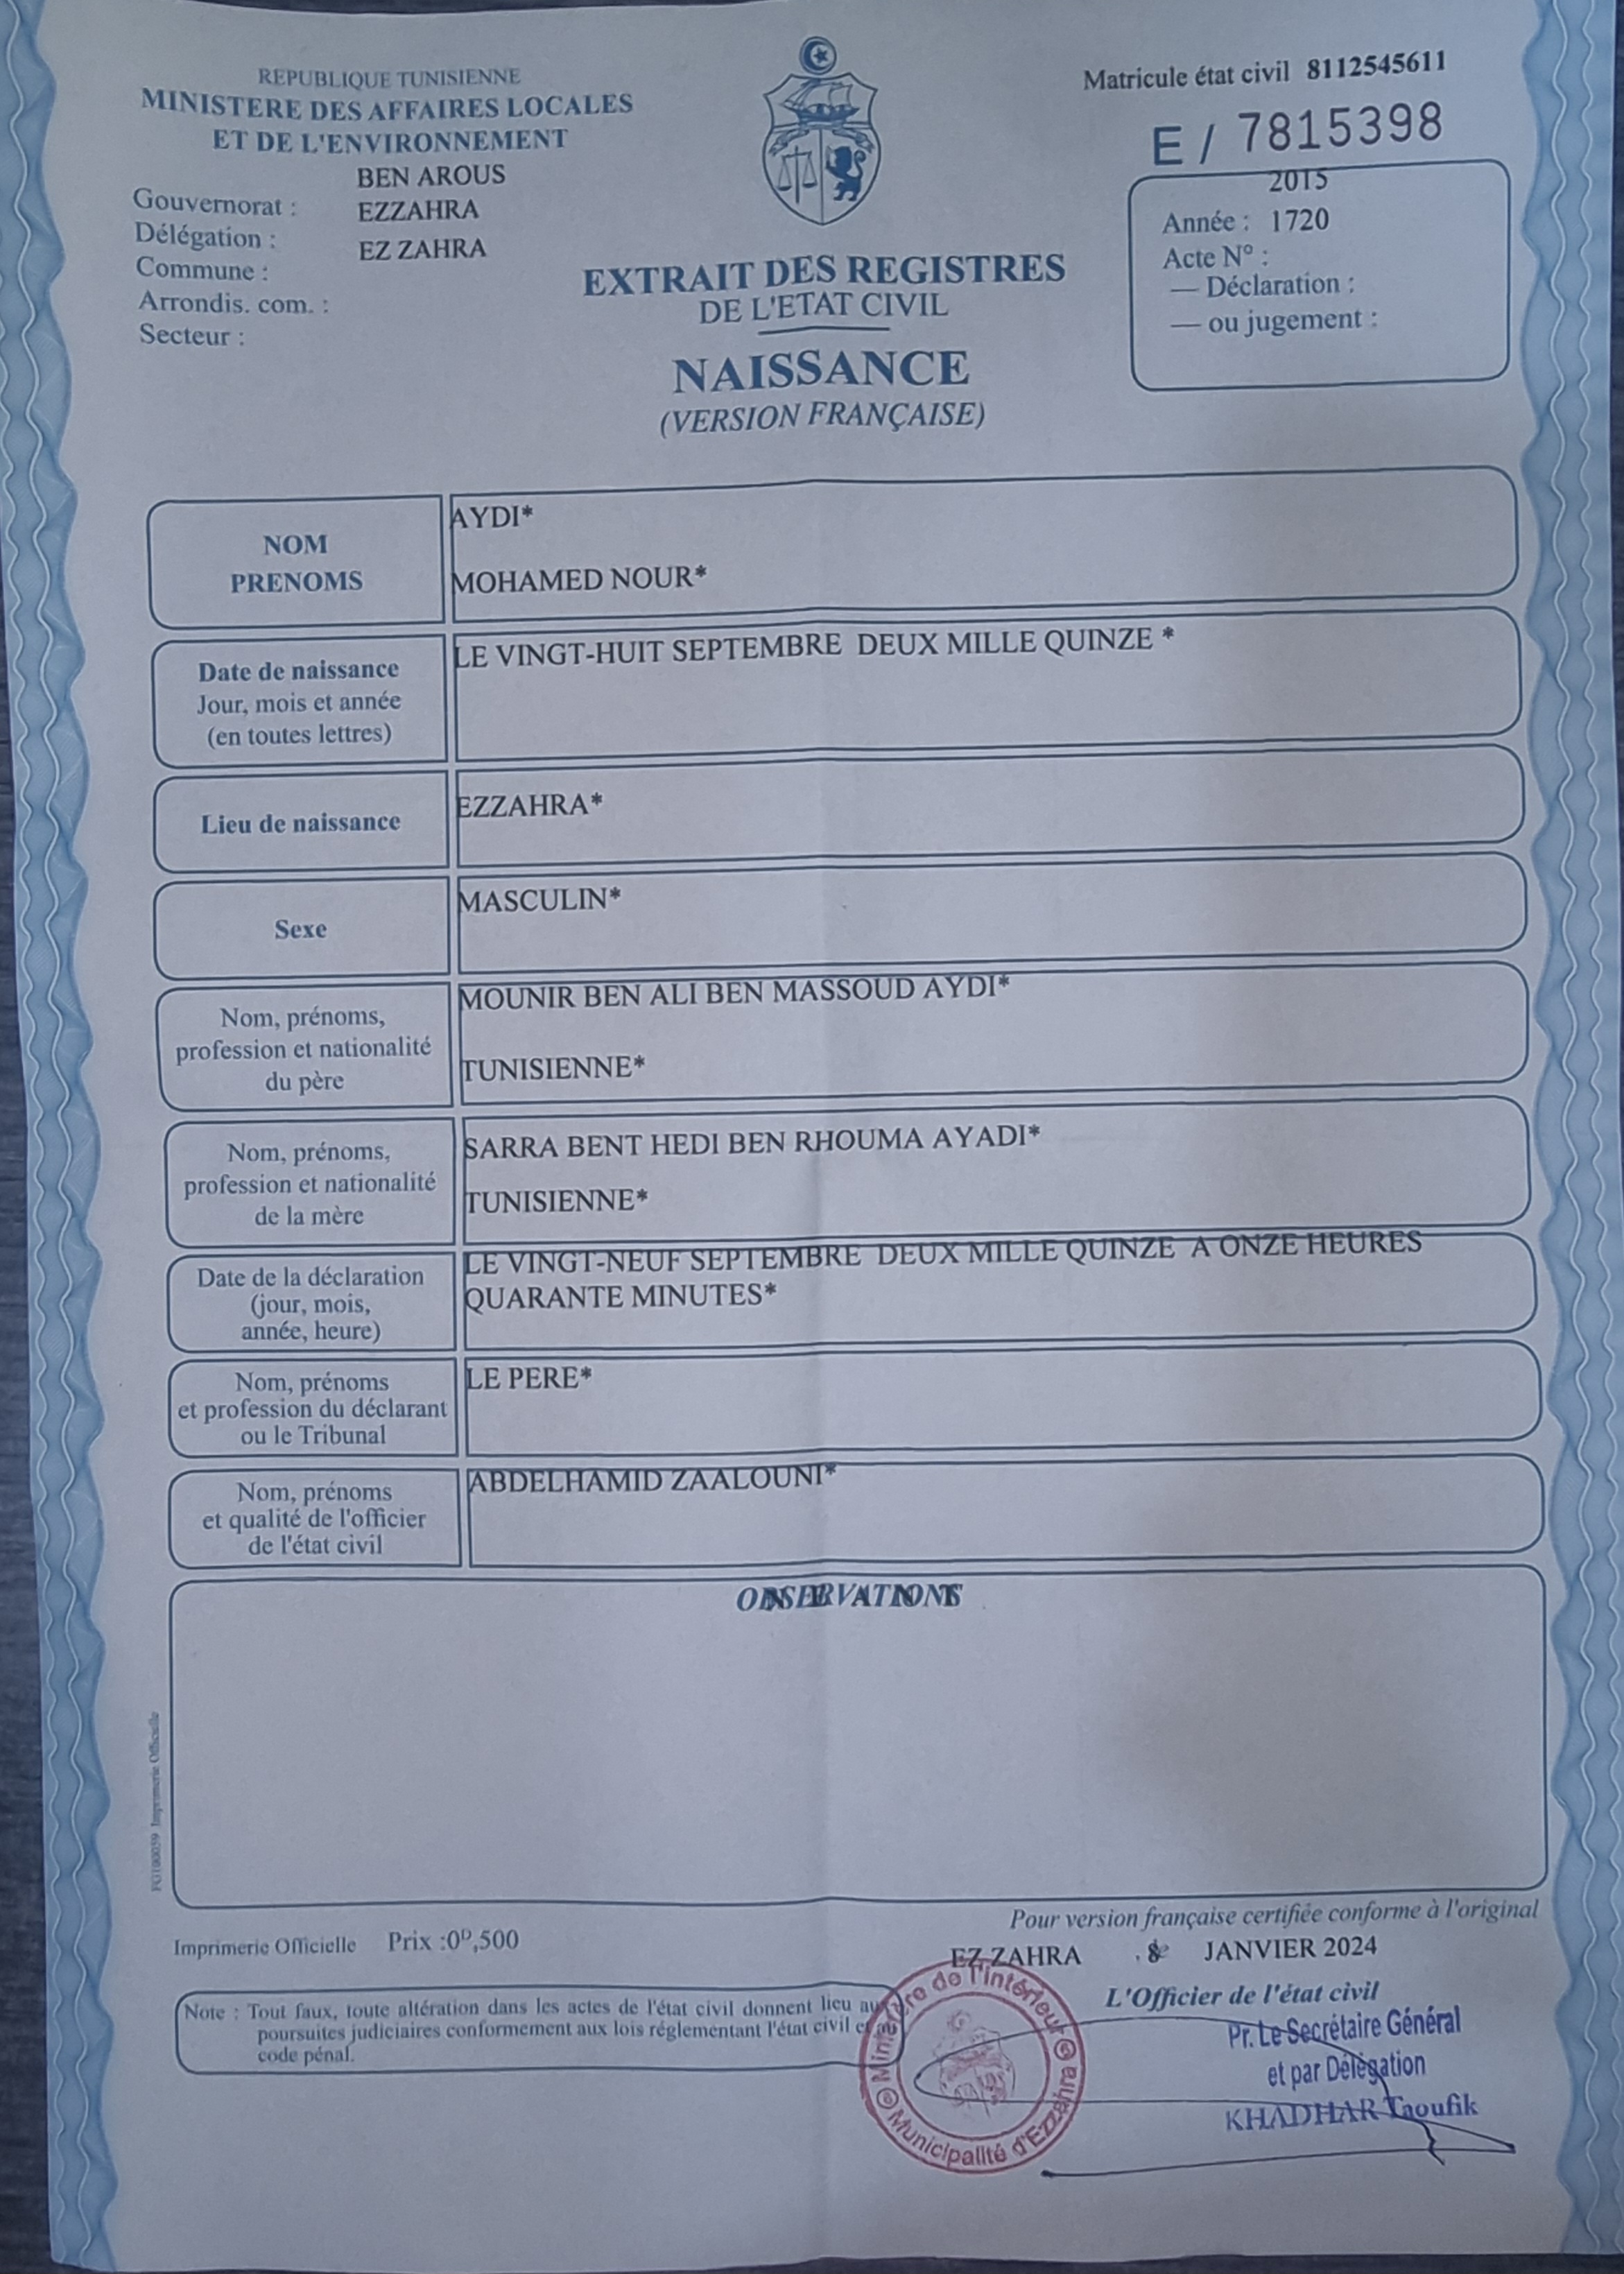 REPUBLIQUE TUNISIENNE
MINISTERE DES AFFAIRES LOCALES
ET DE L'ENVIRONNEMENT
BEN AROUS
Gouvernorat :
EZZAHRA
Délégation :
EZ ZAHRA
Commune :
Arrondis. com. :
Secteur :
Matricule état civil 8112545611
E / 7815398
2015
Année : 1720
Acte N° :
— Déclaration :
— ou jugement :
EXTRAIT DES REGISTRES
DE L'ETAT CIVIL
NAISSANCE
(VERSION FRANÇAISE)
NOM
PRENOMS
AYDI*
MOHAMED NOUR*
Date de naissance
Jour, mois et année
(en toutes lettres)
LE VINGT-HUIT SEPTEMBRE DEUX MILLE QUINZE *
Lieu de naissance
EZZAHRA*
Sexe
MASCULIN*
Nom, prénoms,
profession et nationalité
du père
MOUNIR BEN ALI BEN MASSOUD AYDI*
TUNISIENNE*
Nom, prénoms,
profession et nationalité
de la mère
SARRA BENT HEDI BEN RHOUMA AYADI*
TUNISIENNE*
Date de la déclaration
(jour, mois,
année, heure)
LE VINGT-NEUF SEPTEMBRE DEUX MILLE QUINZE A ONZE HEURES
QUARANTE MINUTES*
Nom, prénoms
et profession du déclarant
ou le Tribunal
LE PERE*
Nom, prénoms
et qualité de l'officier
de l'état civil
ABDELHAMID ZAALOUNI*
OBSERVATIONS
Imprimerie Officielle
Pour version française certifiée conforme à l'original
Imprimerie Officielle Prix :0ᴰ,500
EZ ZAHRA JANVIER 2024
L'Officier de l'état civil
Note : Tout faux, toute altération dans les actes de l'état civil donnent lieu
poursuites judiciaires conformement aux lois réglementant l'état civil
code pénal.
Pr. Le Secrétaire Général
et par Délégation
KHADHAR Taoufik
Ministère de l'intérieur
Municipalité d'Ezzahra